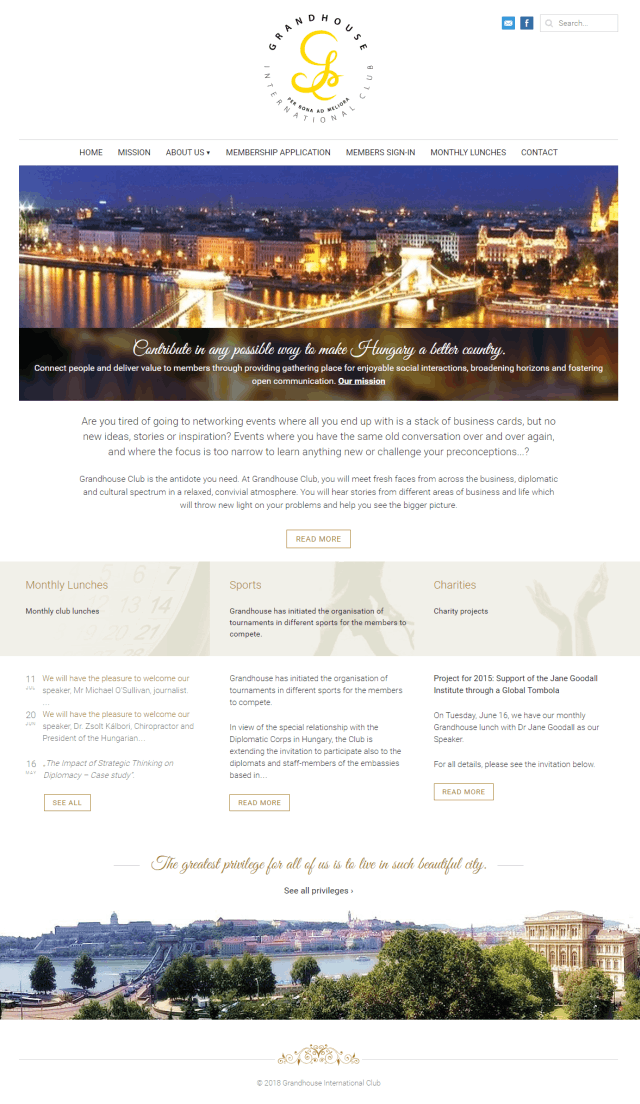 GRANDHOUSE
INTERNATIONAL CLUB
PER BONA AD MELIORA
Search...
HOME MISSION ABOUT US ▾ MEMBERSHIP APPLICATION MEMBERS SIGN-IN MONTHLY LUNCHES CONTACT
Contribute in any possible way to make Hungary a better country.
Connect people and deliver value to members through providing gathering place for enjoyable social interactions, broadening horizons and fostering
open communication. Our mission
Are you tired of going to networking events where all you end up with is a stack of business cards, but no
new ideas, stories or inspiration? Events where you have the same old conversation over and over again,
and where the focus is too narrow to learn anything new or challenge your preconceptions...?
Grandhouse Club is the antidote you need. At Grandhouse Club, you will meet fresh faces from across the business, diplomatic
and cultural spectrum in a relaxed, convivial atmosphere. You will hear stories from different areas of business and life which
will throw new light on your problems and help you see the bigger picture.
READ MORE
Monthly Lunches
Monthly club lunches
Sports
Grandhouse has initiated the organisation of
tournaments in different sports for the members to
compete.
Charities
Charity projects
11
We will have the pleasure to welcome our
speaker, Mr Michael O'Sullivan, journalist.
...
20
We will have the pleasure to welcome our
speaker, Dr. Zsolt Kálbori, Chiropractor and
President of the Hungarian...
16
„The Impact of Strategic Thinking on
Diplomacy – Case study".
SEE ALL
Grandhouse has initiated the organisation of
tournaments in different sports for the members
to compete.
In view of the special relationship with the
Diplomatic Corps in Hungary, the Club is
extending the invitation to participate also to the
diplomats and staff-members of the embassies
based in...
READ MORE
Project for 2015: Support of the Jane Goodall
Institute through a Global Tombola
On Tuesday, June 16, we have our monthly
Grandhouse lunch with Dr Jane Goodall as our
Speaker.
For all details, please see the invitation below.
READ MORE
The greatest privilege for all of us is to live in such beautiful city.
See all privileges ›
© 2018 Grandhouse International Club